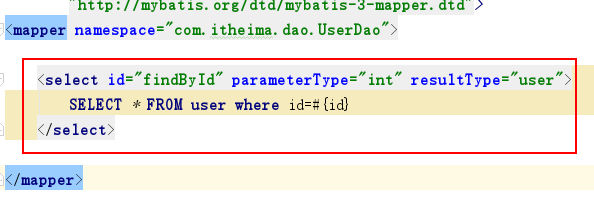 "http://mybatis.org/dtd/mybatis-3-mapper.dtd">
<mapper namespace="com.itheima.dao.UserDao">
<select id="findById" parameterType="int" resultType="user">
SELECT * FROM user where id=#{id}
</select>
</mapper>